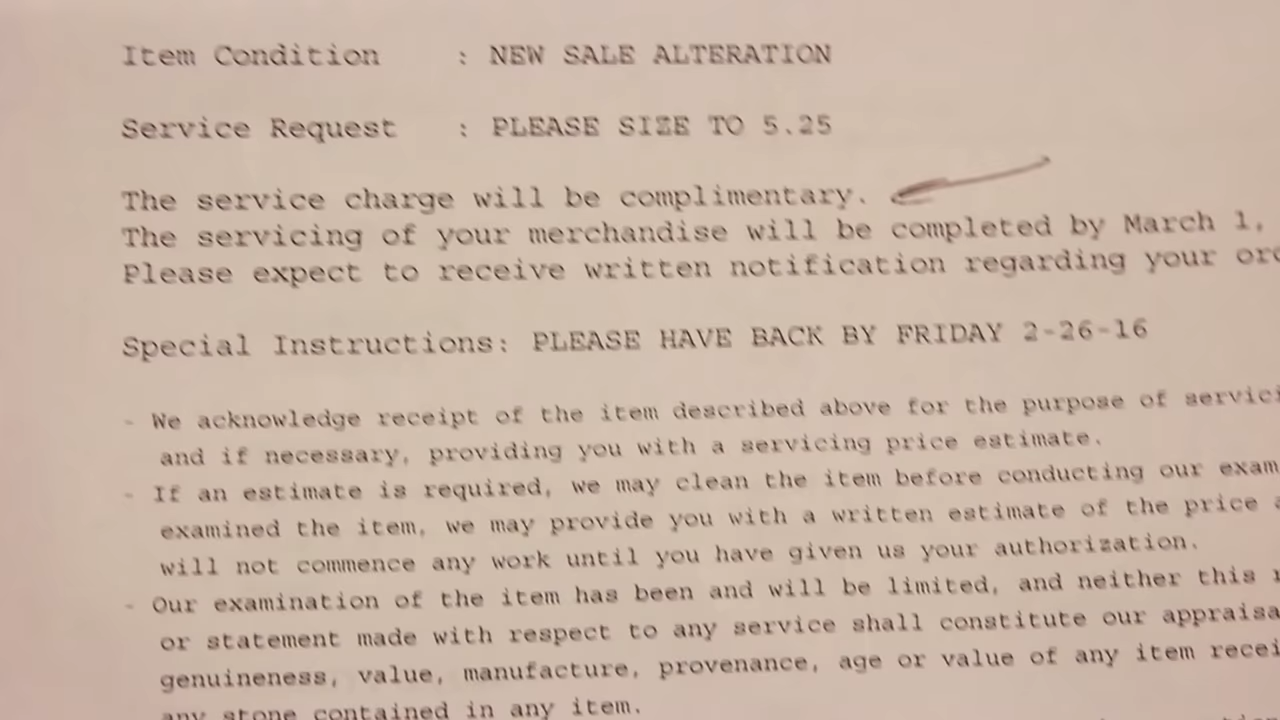 Item Condition : NEW SALE ALTERATION
Service Request : PLEASE SIZE TO 5.25
The service charge will be complimentary.
The servicing of your merchandise will be completed by March 1,
Please expect to receive written notification regarding your
Special Instructions: PLEASE HAVE BACK BY FRIDAY 2-26-16
- We acknowledge receipt of the item described above for the purpose of
and if necessary, providing you with a servicing price estimate.
- If an estimate is required, we may clean the item before conducting our
examined the item, we may provide you with a written estimate of the price
will not commence any work until you have given us your authorization.
- Our examination of the item has been and will be limited, and neither this
or statement made with respect to any service shall constitute our
genuineness, value, manufacture, provenance, age or value of any item
any stone contained in any item.